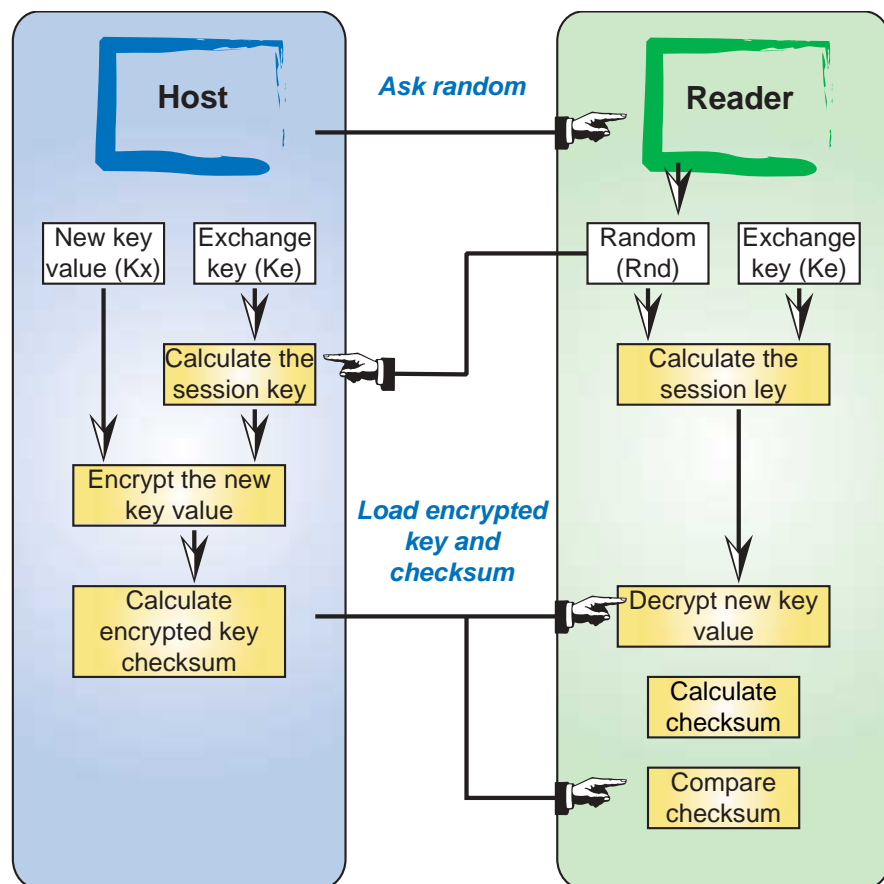 Host
Ask random
Reader
New key
value (Kx)
Exchange
key (Ke)
Random
(Rnd)
Exchange
key (Ke)
Calculate the
session key
Calculate the
session ley
Encrypt the new
key value
Load encrypted
key and
checksum
Calculate
encrypted key
checksum
Decrypt new key
value
Calculate
checksum
Compare
checksum